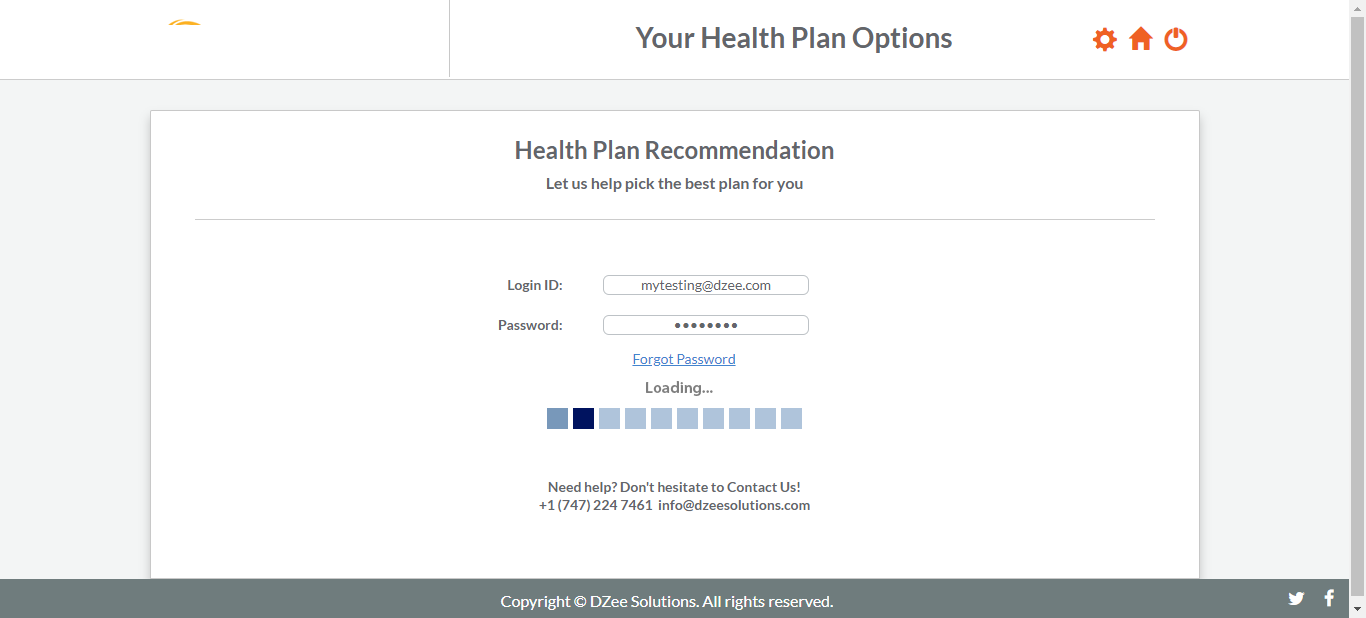 Your Health Plan Options
Health Plan Recommendation
Let us help pick the best plan for you
Login ID: mytesting@dzee.com
Password: ••••••••
Forgot Password
Loading...
Need help? Don't hesitate to Contact Us!
+1 (747) 224 7461 info@dzeesolutions.com
Copyright © DZee Solutions. All rights reserved.